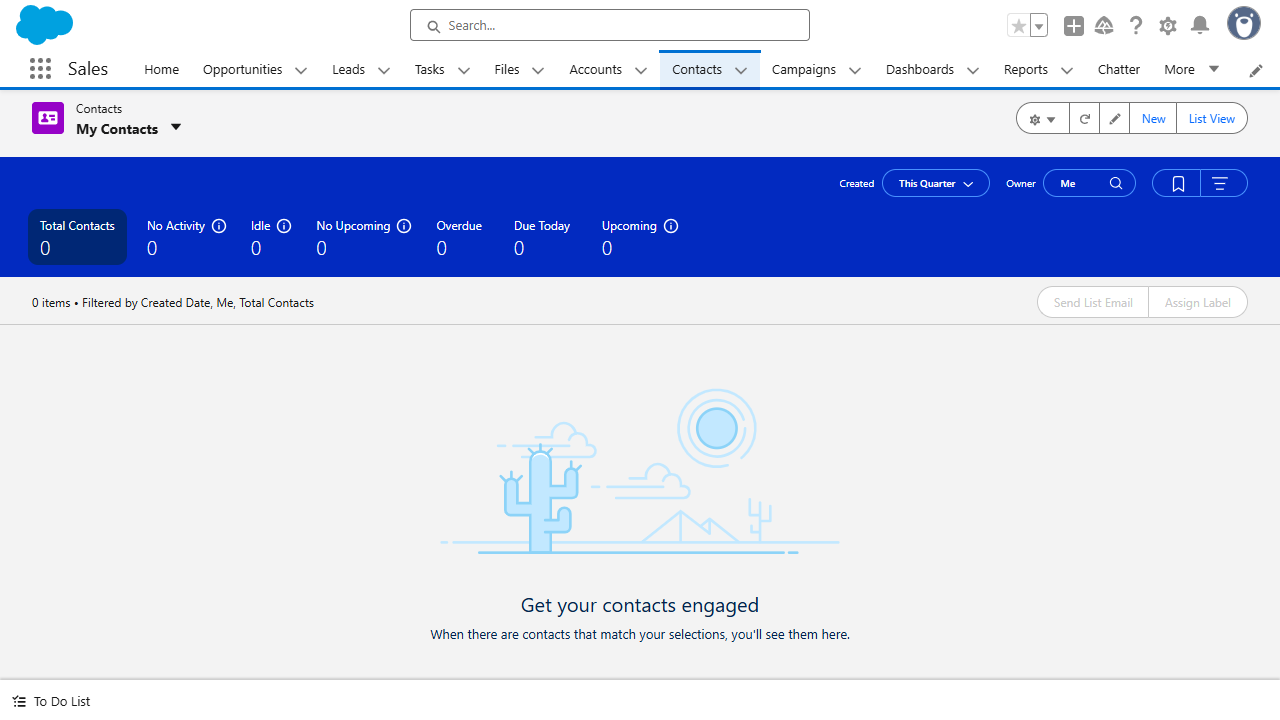 Search...
Sales
Home
Opportunities
Leads
Tasks
Files
Accounts
Contacts
Campaigns
Dashboards
Reports
Chatter
More
Contacts
My Contacts
New
List View
Created
This Quarter
Owner
Me
Total Contacts
0
No Activity
0
Idle
0
No Upcoming
0
Overdue
0
Due Today
0
Upcoming
0
0 items • Filtered by Created Date, Me, Total Contacts
Send List Email
Assign Label
Get your contacts engaged
When there are contacts that match your selections, you'll see them here.
To Do List